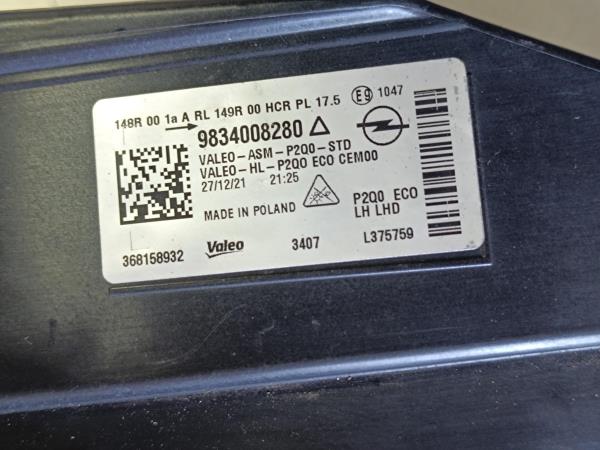 148R 00 1a A RL 149R 00 HCR PL 17.5 E9 1047
9834008280
VALEO-ASM-P2Q0-STD
VALEO-HL-P2Q0 ECO CEM00
27/12/21 21:25
MADE IN POLAND
P2Q0 ECO
LH LHD
368158932 Valeo 3407 L375759